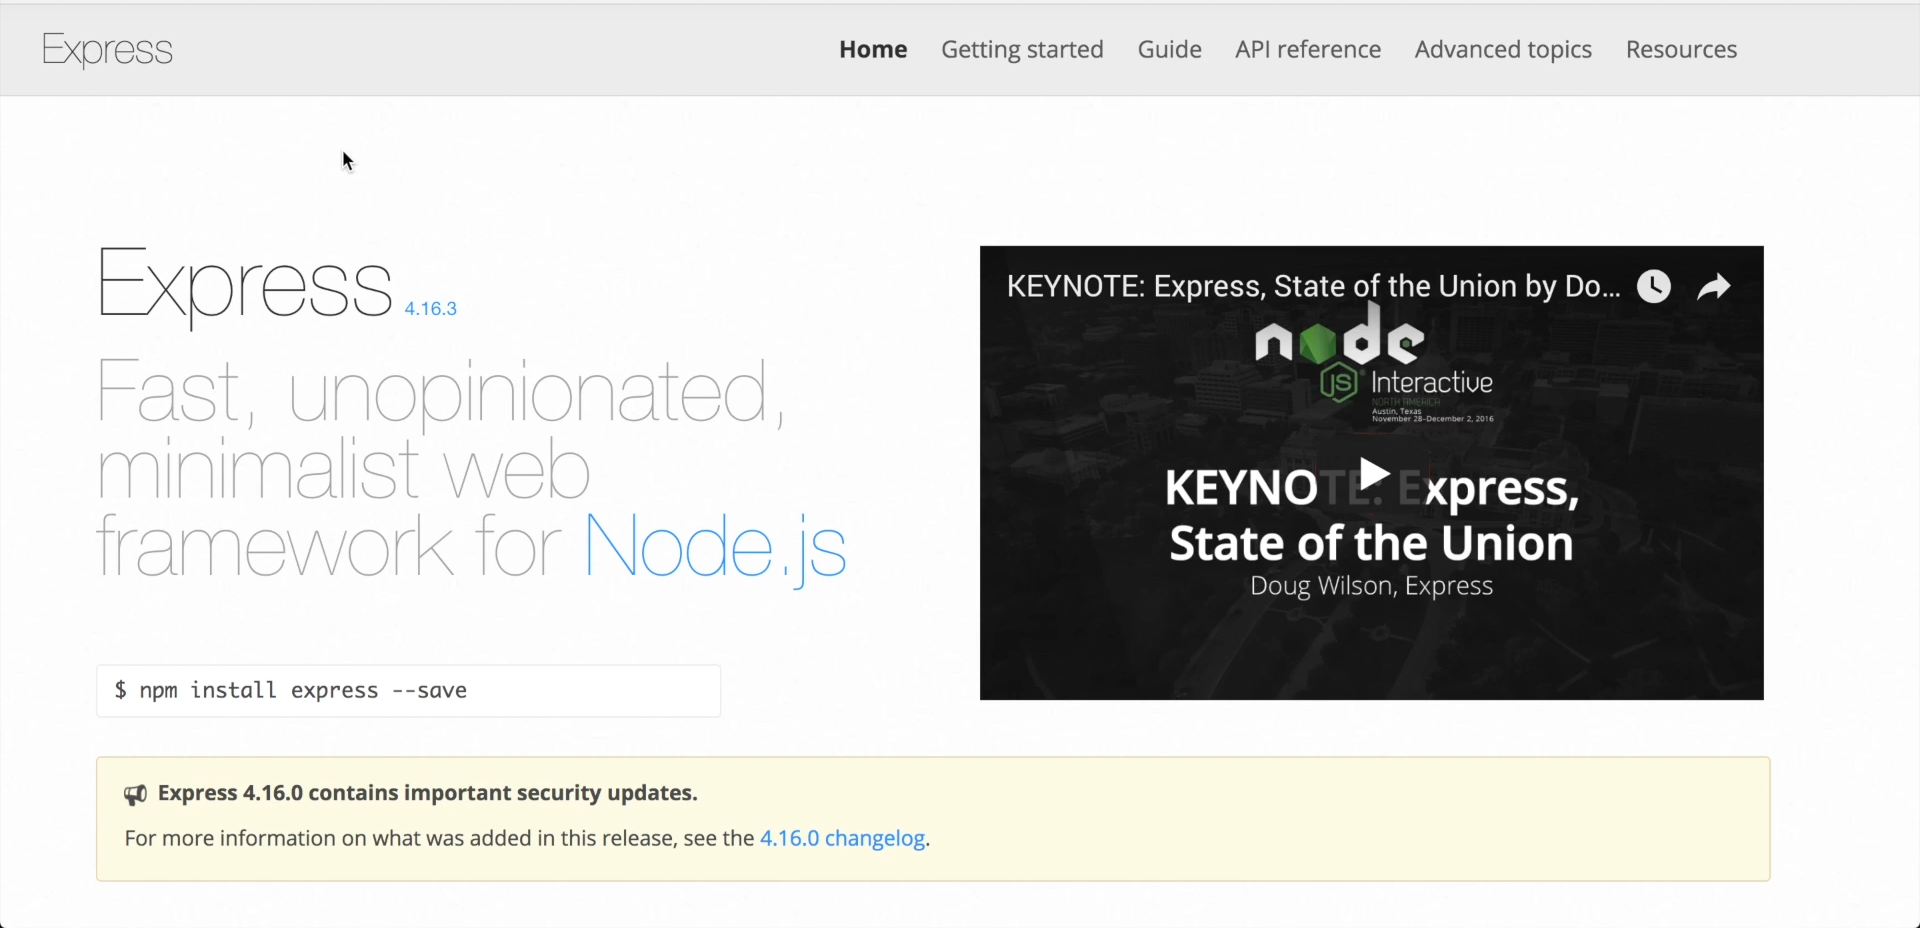 Express
Home Getting started Guide API reference Advanced topics Resources
Express 4.16.3
Fast, unopinionated,
minimalist web
framework for Node.js
$ npm install express --save
KEYNOTE: Express, State of the Union by Do...
node
JS Interactive
NORTH AMERICA
Austin, Texas
November 28-December 2, 2016
KEYNOTE: Express,
State of the Union
Doug Wilson, Express
Express 4.16.0 contains important security updates.
For more information on what was added in this release, see the 4.16.0 changelog.